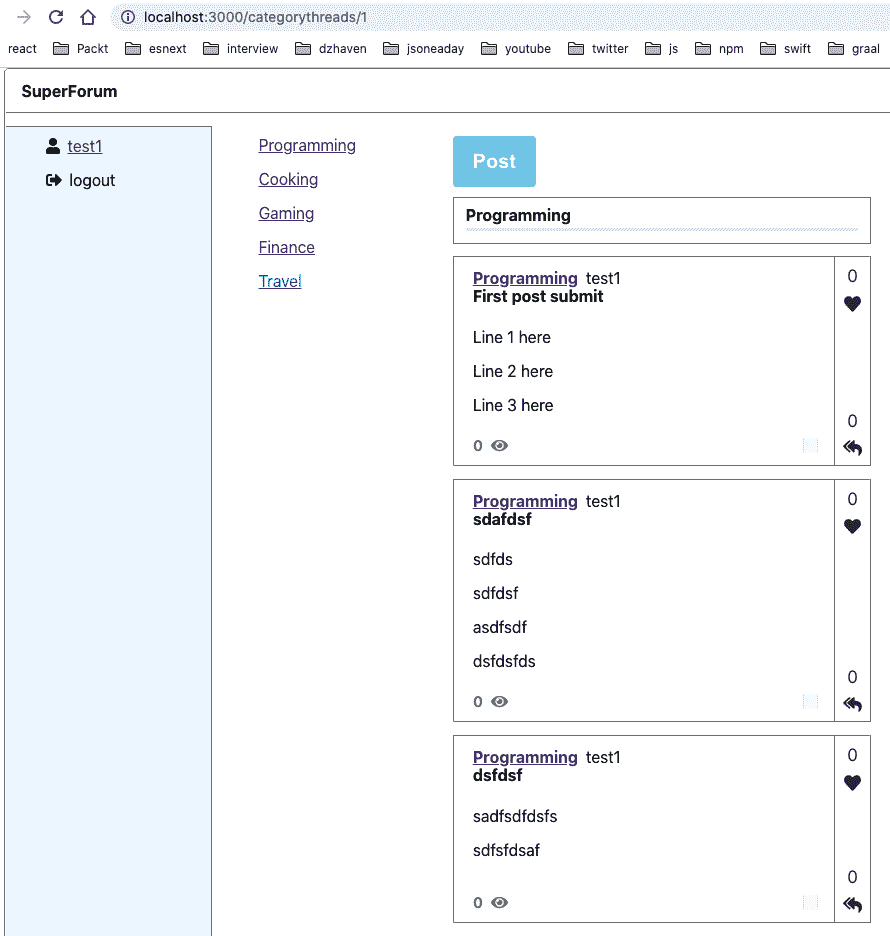 localhost:3000/categorythreads/1
react Packt esnext interview dzhaven jsoneaday youtube twitter js npm swift graal
SuperForum
test1
logout
Programming
Cooking
Gaming
Finance
Travel
Post
Programming
Programming test1 0
First post submit
Line 1 here
Line 2 here
Line 3 here
0
0
Programming test1 0
sdafdsf
sdfds
sdfdsf
asdfsdf
dsfdsfds
0
0
Programming test1 0
dsfdsf
sadfsdfdsfs
sdfsfdsaf
0
0